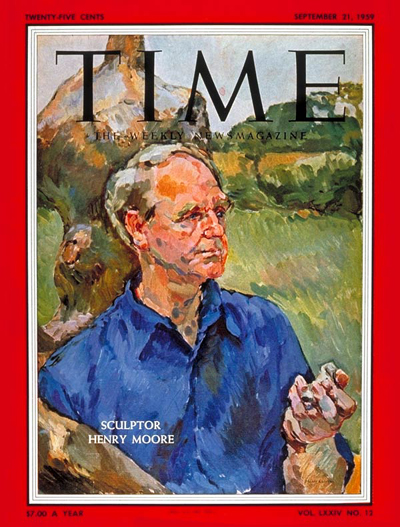 TWENTY-FIVE CENTS
SEPTEMBER 21, 1959
TIME
THE WEEKLY NEWSMAGAZINE
SCULPTOR
HENRY MOORE
$7.00 A YEAR
VOL. LXXIV NO. 12